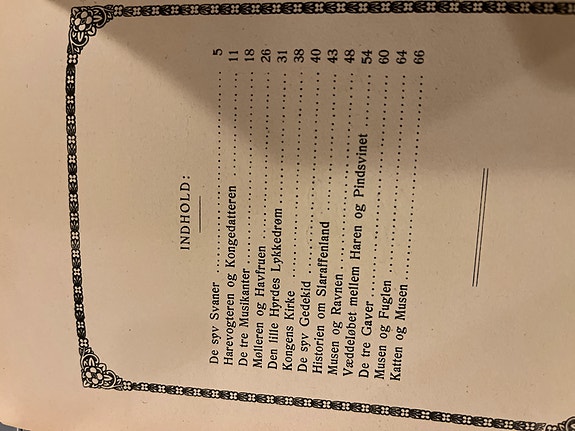 INDHOLD:
De syv Svaner ........ 5
Harevogteren og Kongedatteren ........ 11
De tre Musikanter ........ 18
Mølleren og Havfruen ........ 26
Den lille Hyrdes Lykkedrøm ........ 31
Kongens Kirke ........ 38
De syv Gedekid ........ 40
Historien om Slaraffenland ........ 43
Musen og Ravnen ........ 48
Væddeløbet mellem Haren og Pindsvinet ........ 54
De tre Gaver ........ 60
Musen og Fuglen ........ 64
Katten og Musen ........ 66